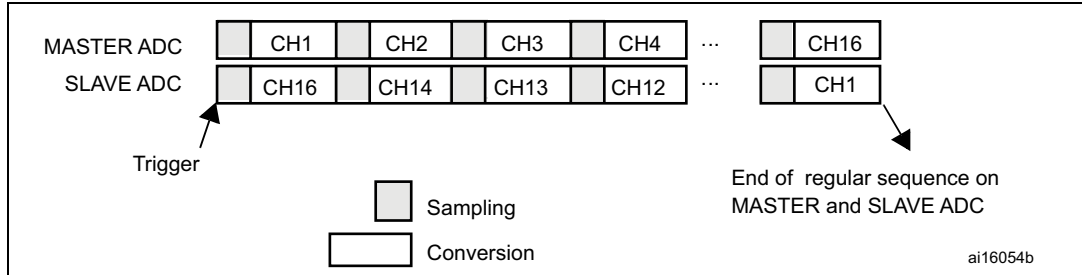 MASTER ADC CH1 CH2 CH3 CH4 ... CH16
SLAVE ADC CH16 CH14 CH13 CH12 ... CH1
Trigger
End of regular sequence on
MASTER and SLAVE ADC
Sampling
Conversion
ai16054b